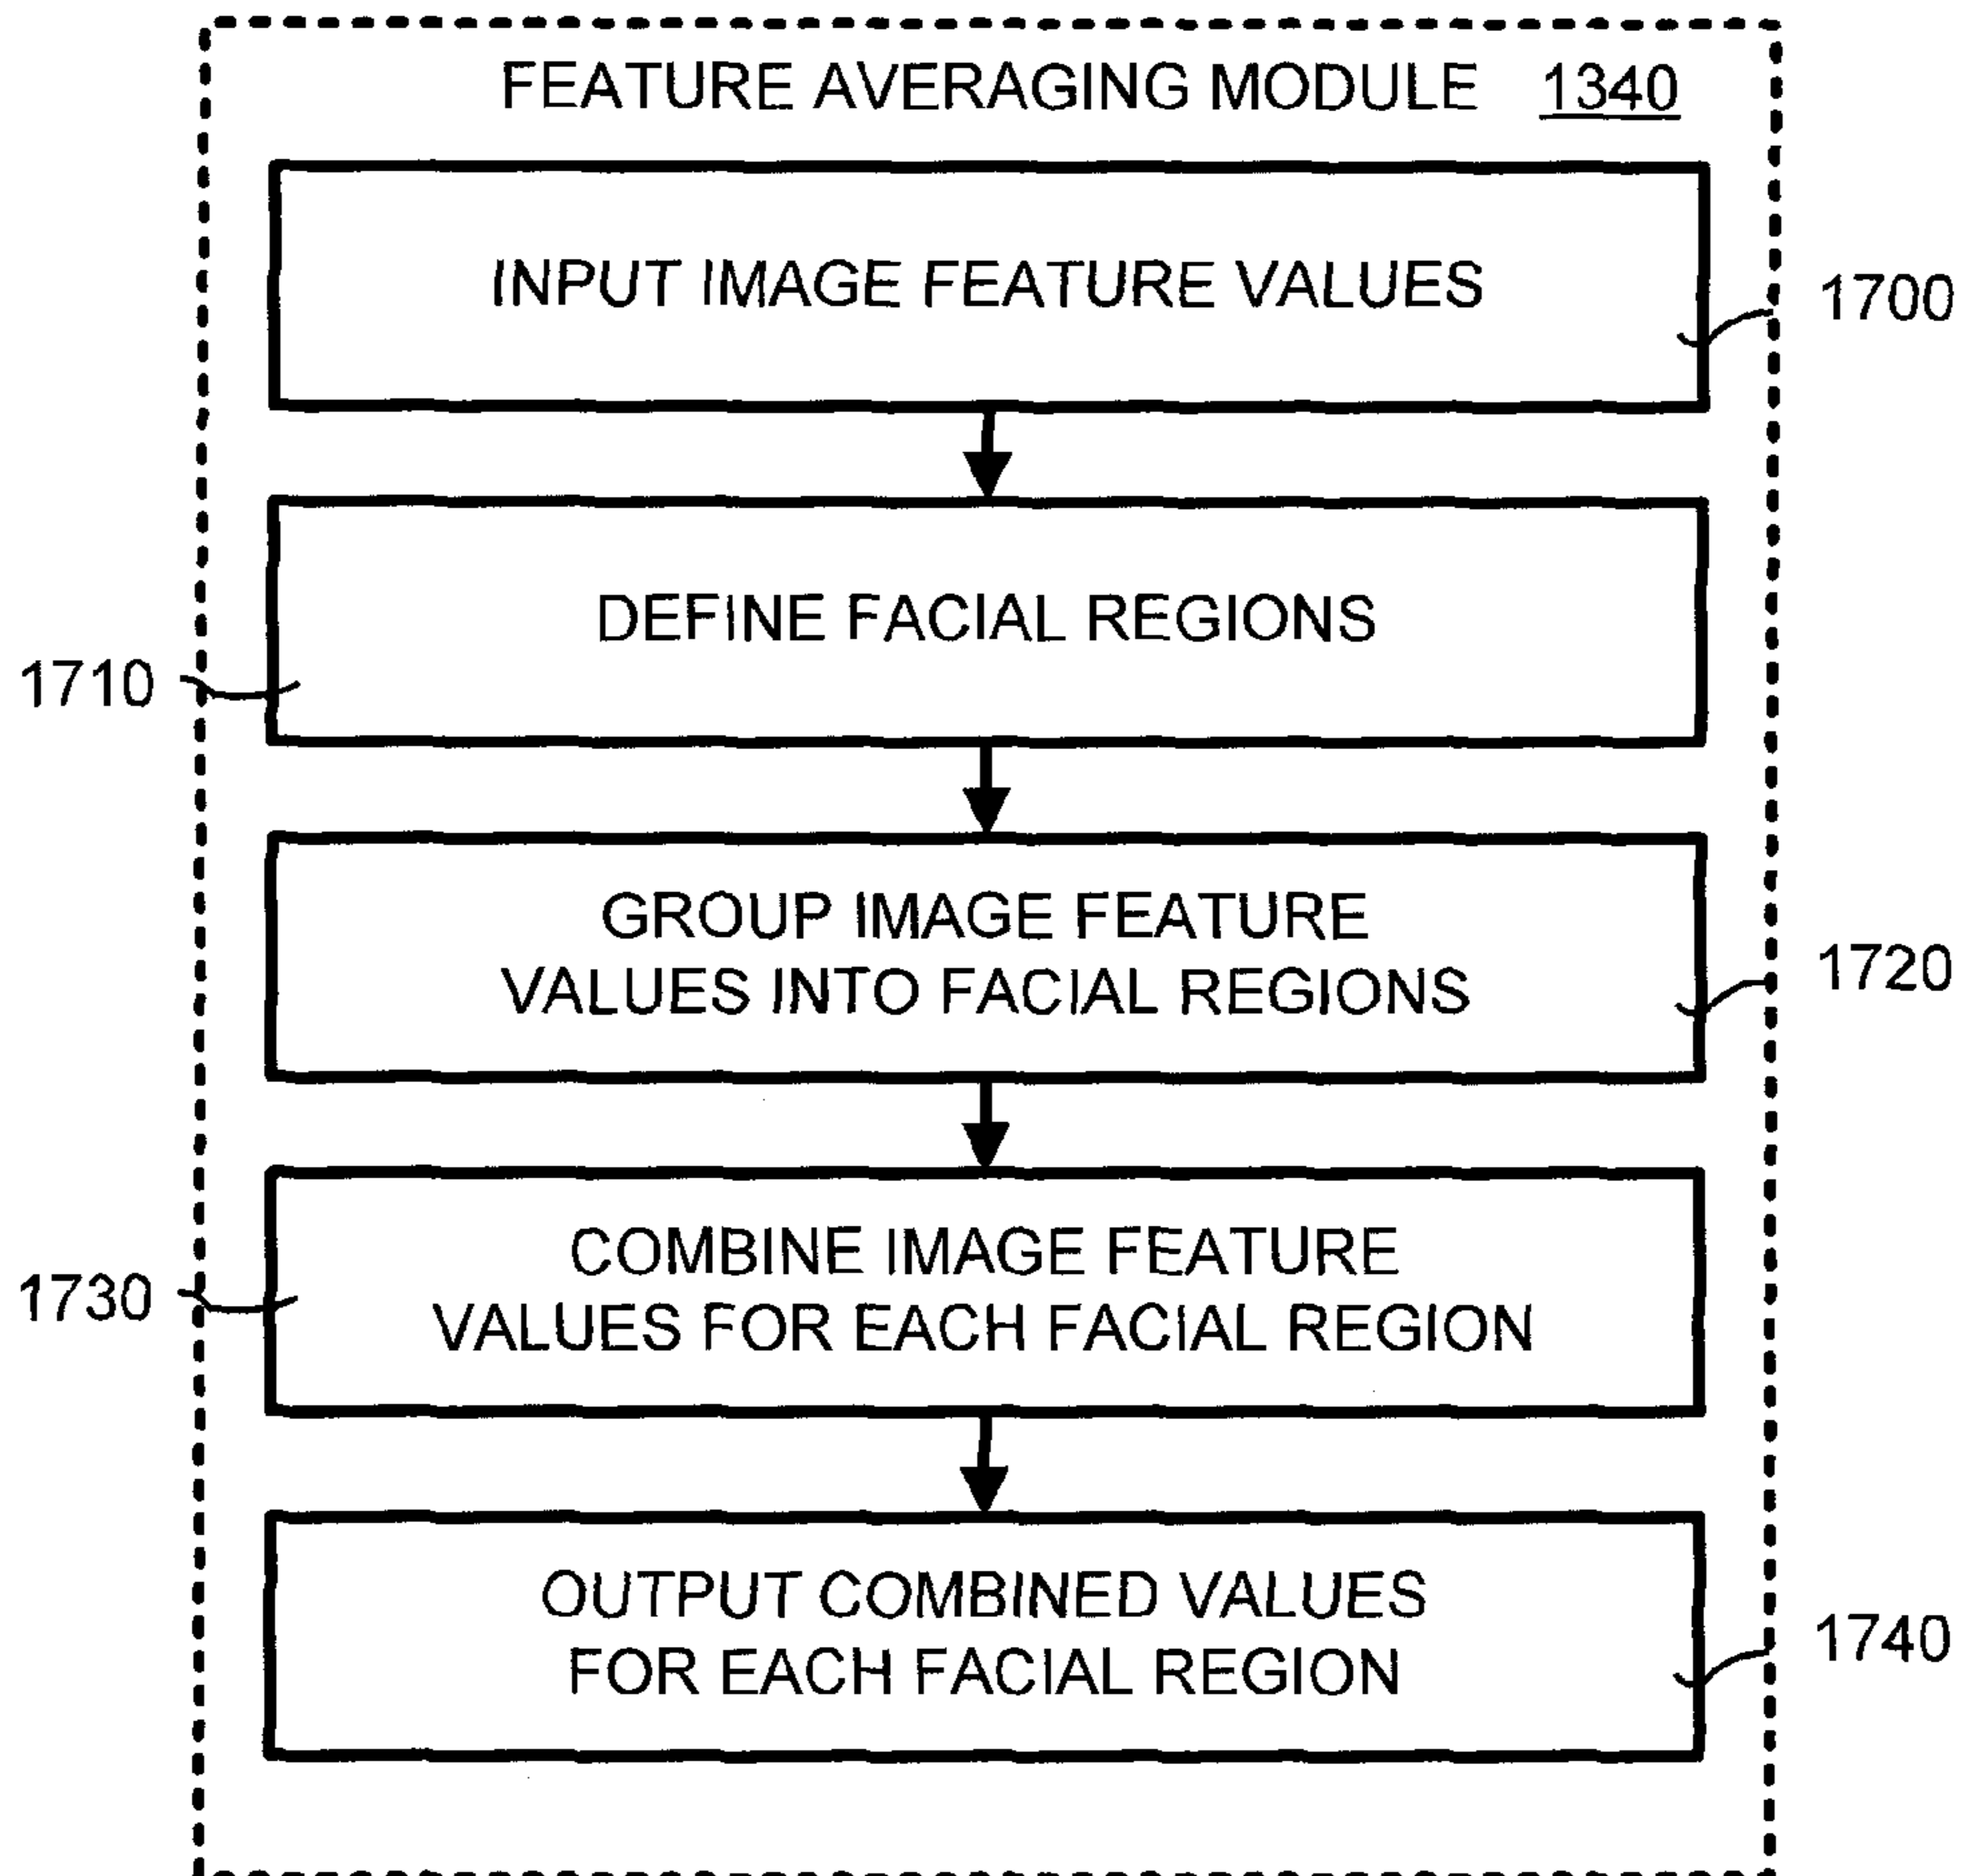 FEATURE AVERAGING MODULE 1340
INPUT IMAGE FEATURE VALUES
1700
DEFINE FACIAL REGIONS
1710
GROUP IMAGE FEATURE
VALUES INTO FACIAL REGIONS
1720
COMBINE IMAGE FEATURE
VALUES FOR EACH FACIAL REGION
1730
OUTPUT COMBINED VALUES
FOR EACH FACIAL REGION
1740